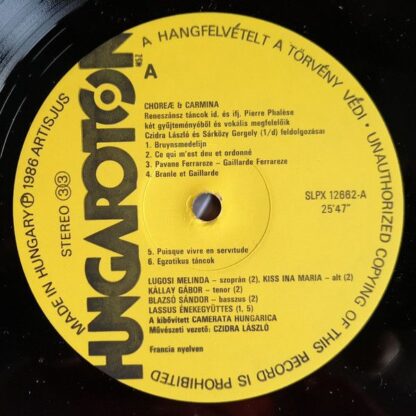 A HANGFELVÉTELT A TÖRVÉNY VÉDI · UNAUTHORIZED COPYING OF THIS RECORD IS PROHIBITED
MADE IN HUNGARY Ⓟ 1986 ARTISJUS
STEREO 33
HUNGAROTON
MSZ
A
CHOREÆ & CARMINA
Reneszánsz táncok id. és ifj. Pierre Phalèse
két gyűjteményéből és vokális megfelelőik
Czidra László és Sárközy Gergely (1/d) feldolgozásai
1. Bruynsmedelijn
2. Ce qui m'est deu et ordonné
3. Pavane Ferraroze - Gaillarde Ferraroze
4. Branle et Gaillarde
SLPX 12662-A
25'47"
5. Puisque vivre en servitude
6. Egzotikus táncok
LUGOSI MELINDA - szoprán (2), KISS INA MARIA - alt (2)
KÁLLAY GÁBOR - tenor (2)
BLAZSÓ SÁNDOR - basszus (2)
LASSUS ÉNEKEGYÜTTES (1, 5)
A kibővített CAMERATA HUNGARICA
Művészeti vezető: CZIDRA LÁSZLÓ
Francia nyelven